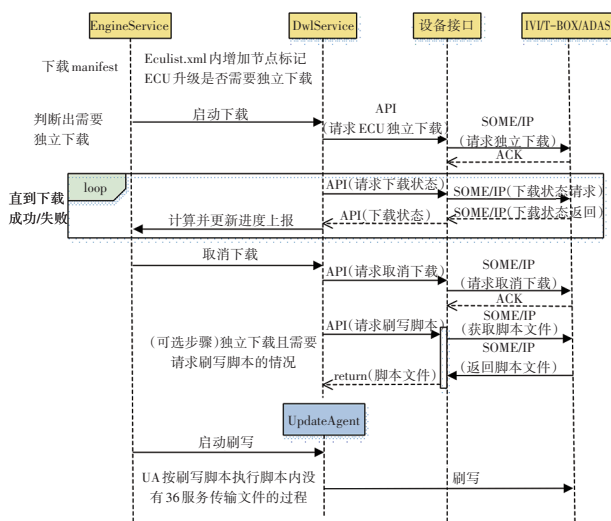 EngineService
DwlService
设备接口
IVI/T-BOX/ADAS
下载manifest
Eculist.xml内增加节点标记
ECU升级是否需要独立下载
判断出需要
独立下载
启动下载
API
(请求ECU独立下载)
SOME/IP
(请求独立下载)
ACK
loop
直到下载
成功/失败
API(请求下载状态)
SOME/IP(下载状态请求)
API(下载状态)
SOME/IP(下载状态返回)
计算并更新进度上报
取消下载
API(请求取消下载)
SOME/IP
(请求取消下载)
ACK
SOME/IP
(获取脚本文件)
API(请求刷写脚本)
(可选步骤)独立下载且需要
请求刷写脚本的情况
SOME/IP
(返回脚本文件)
return(脚本文件)
UpdateAgent
启动刷写
UA按刷写脚本执行脚本内没
有36服务传输文件的过程
刷写